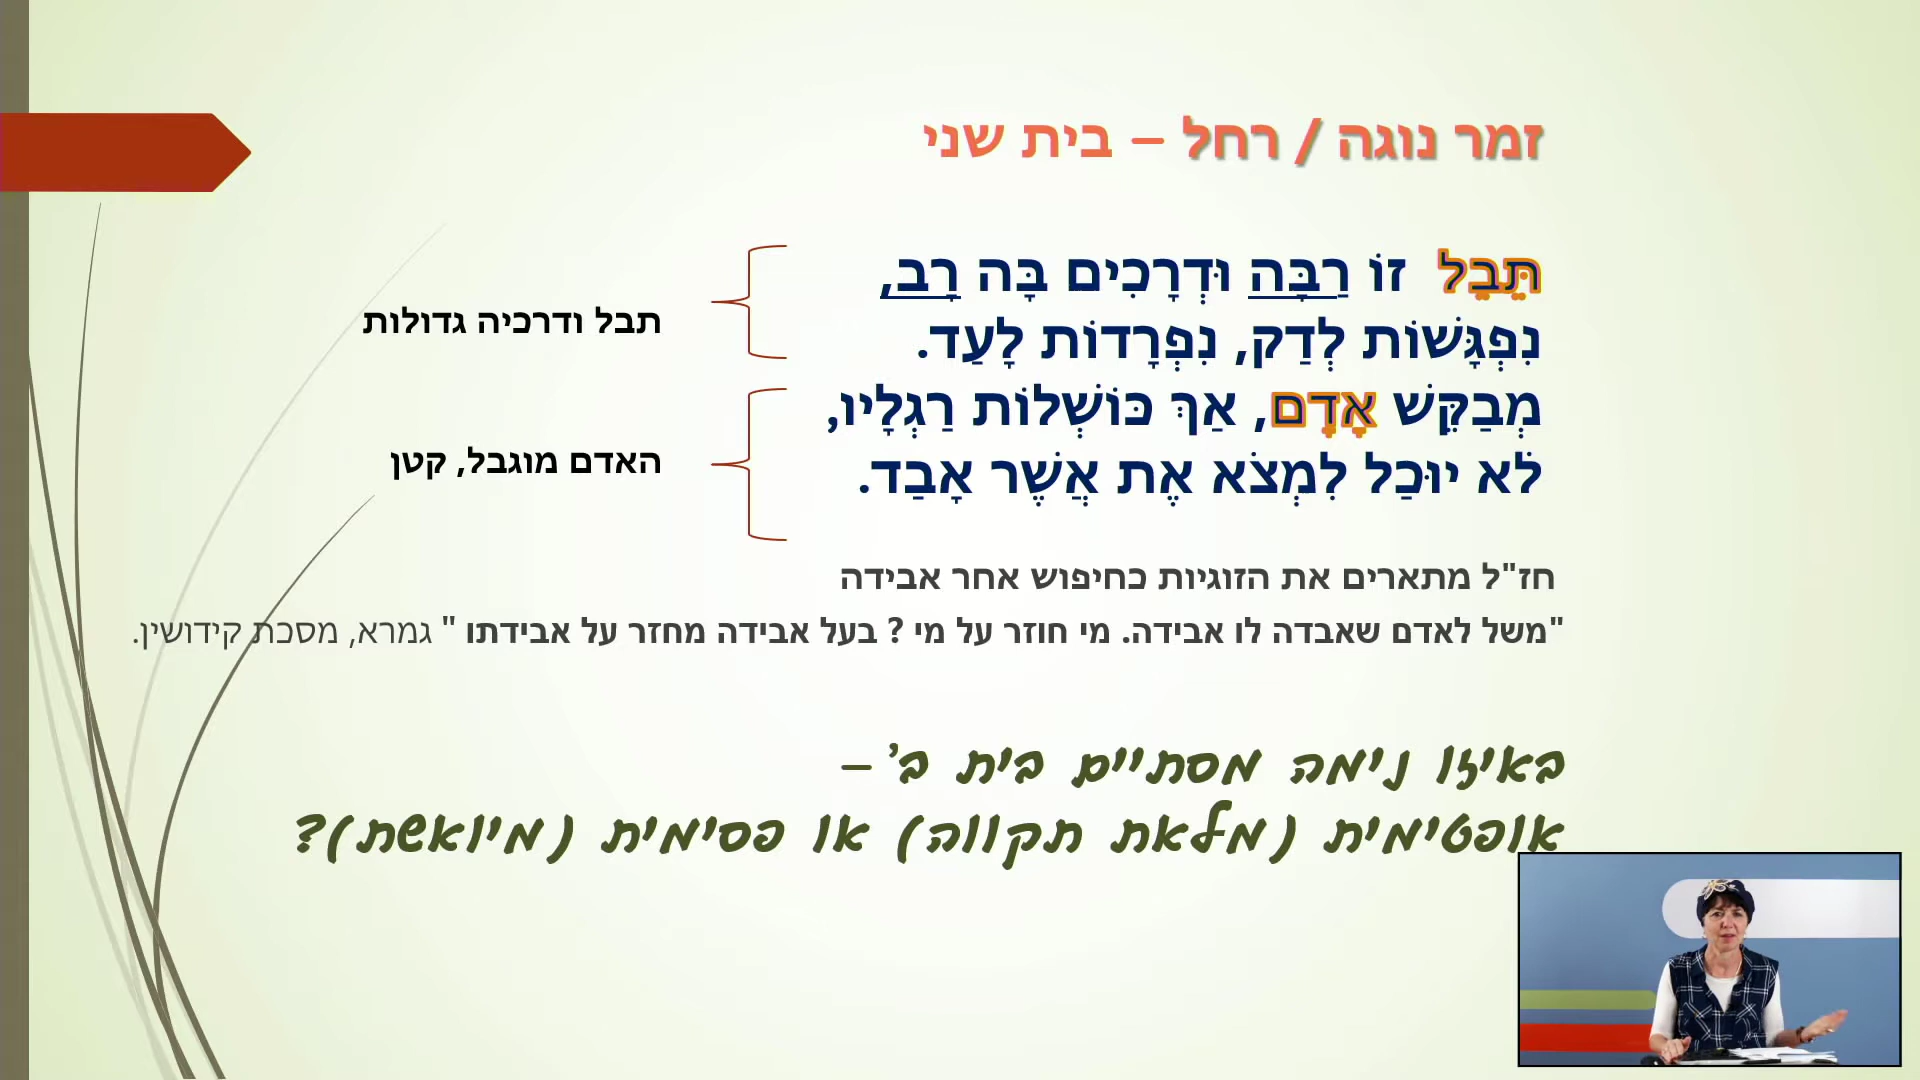 זמר נוגה / רחל – בית שני
תֵּבֵל זוֹ רַבָּה וּדְרָכִים בָּהּ רָב,
נִפְגָּשׁוֹת לְדַק, נִפְרָדוֹת לָעַד.
מְבַקֵּשׁ אָדָם, אַךְ כּוֹשְׁלוֹת רַגְלָיו,
לֹא יוּכַל לִמְצֹא אֶת אֲשֶׁר אָבַד.
תבל ודרכיה גדולות
האדם מוגבל, קטן
חז"ל מתארים את הזוגיות כחיפוש אחר אבידה
"משל לאדם שאבדה לו אבידה. מי חוזר על מי ? בעל אבידה מחזר על אבידתו " גמרא, מסכת קידושין.
באיזו נימה מסתיים בית ב' –
אופטימית (מלאת תקווה) או פסימית (מיואשת)?